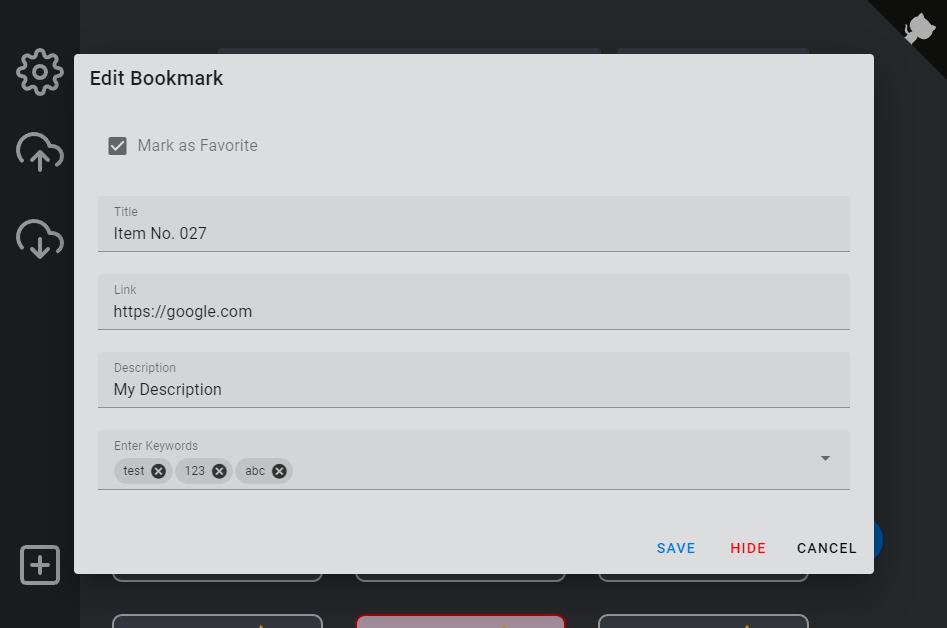 Edit Bookmark
Mark as Favorite
Title
Item No. 027
Link
https://google.com
Description
My Description
Enter Keywords
test 123 abc
SAVE HIDE CANCEL